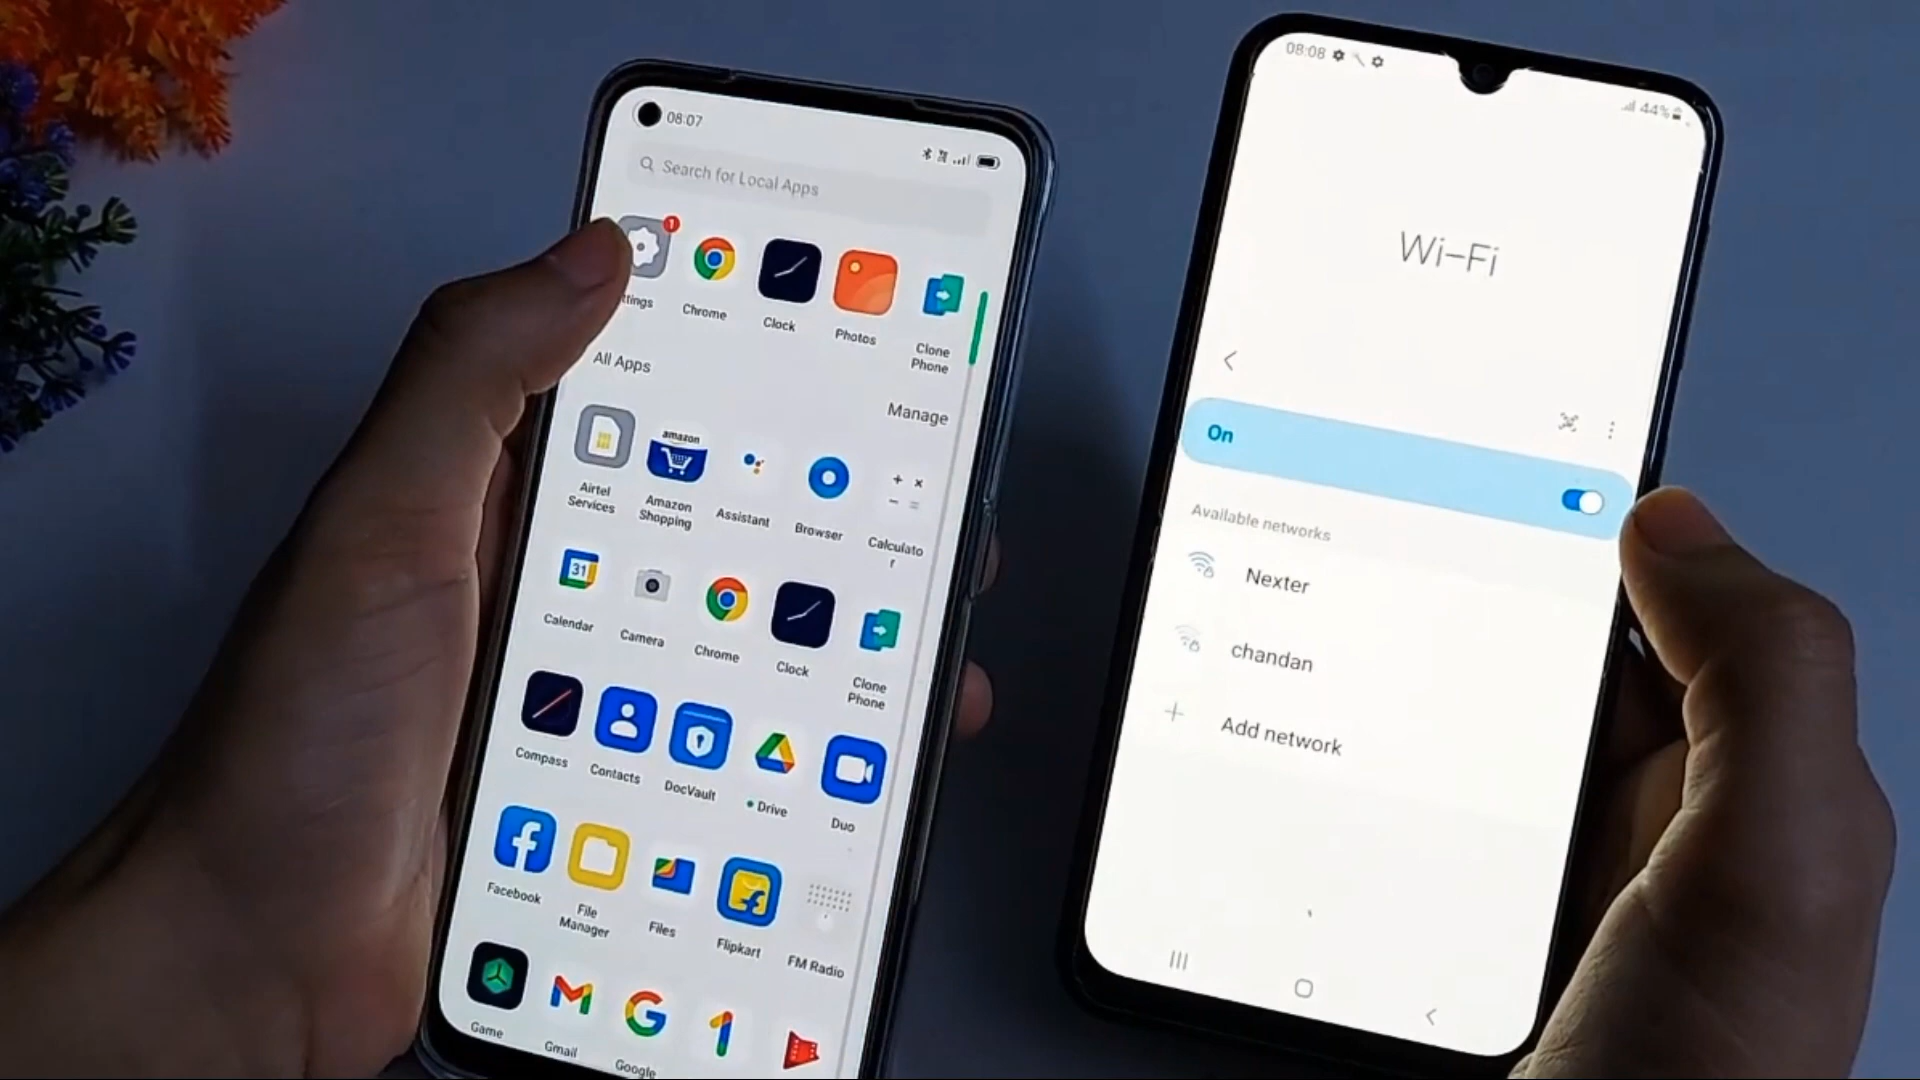 08:07
Search for Local Apps
1
ttings
Chrome
Clock
Photos
Clone
Phone
All Apps
Manage
amazon
Airtel
Services
Amazon
Shopping
Assistant
Browser
Calculato
r
31
Calendar
Camera
Chrome
Clock
Clone
Phone
Compass
Contacts
DocVault
Drive
Duo
Facebook
File
Manager
Files
Flipkart
FM Radio
Game
Gmail
Google
08:08
44%
Wi-Fi
On
Available networks
Nexter
chandan
Add network